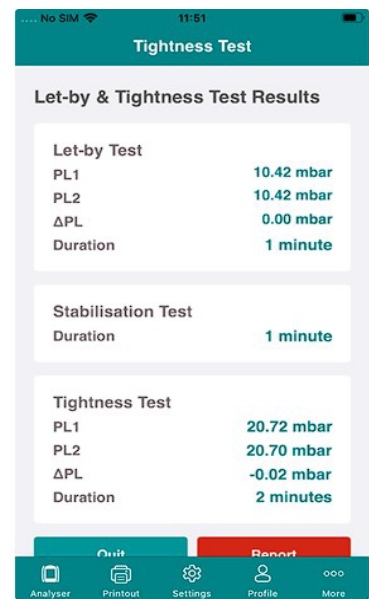 .... No SIM 11:51
Tightness Test
Let-by & Tightness Test Results
Let-by Test
PL1 10.42 mbar
PL2 10.42 mbar
ΔPL 0.00 mbar
Duration 1 minute
Stabilisation Test
Duration 1 minute
Tightness Test
PL1 20.72 mbar
PL2 20.70 mbar
ΔPL -0.02 mbar
Duration 2 minutes
Quit Report
Analyser Printout Settings Profile More